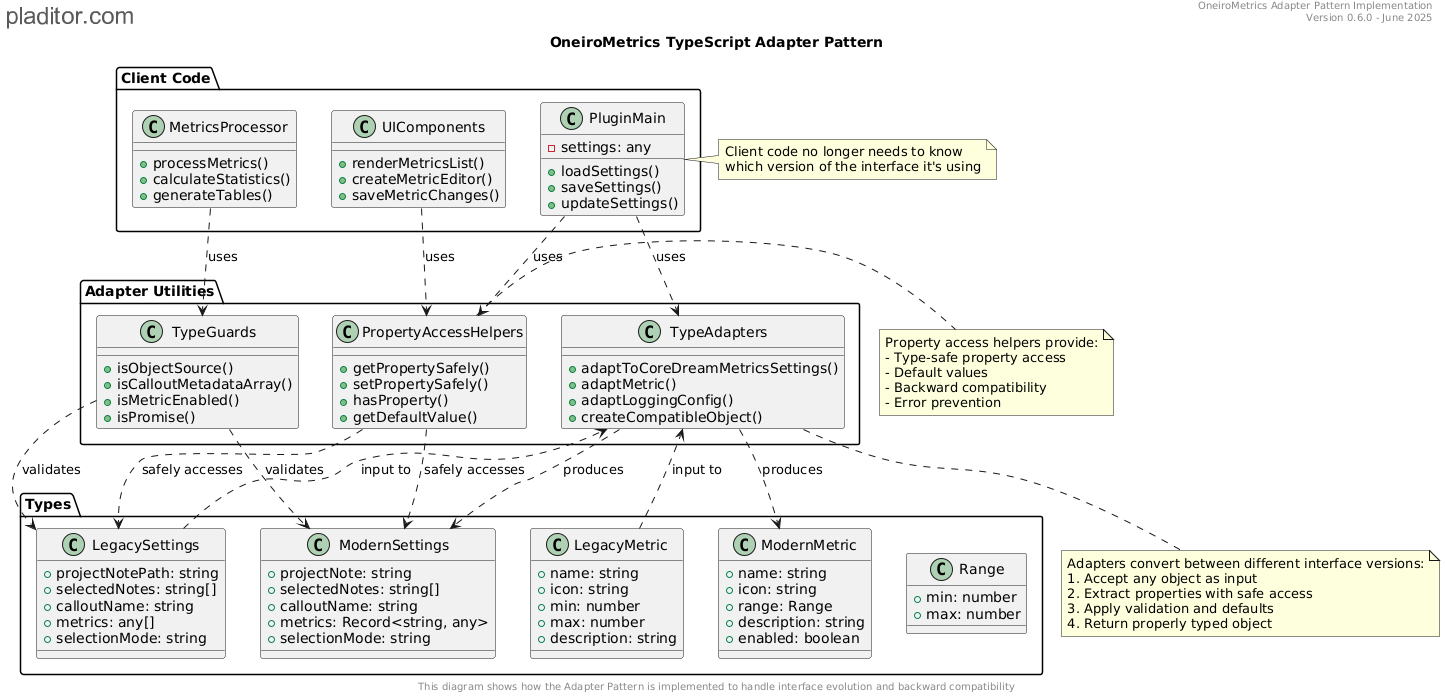 pladitor.com
OneiroMetrics Adapter Pattern Implementation
Version 0.6.0 - June 2025
OneiroMetrics TypeScript Adapter Pattern
Client Code
C MetricsProcessor
processMetrics()
calculateStatistics()
generateTables()
C UIComponents
renderMetricsList()
createMetricEditor()
saveMetricChanges()
C PluginMain
settings: any
loadSettings()
saveSettings()
updateSettings()
Client code no longer needs to know
which version of the interface it's using
uses
uses
uses
uses
Adapter Utilities
C TypeGuards
isObjectSource()
isCalloutMetadataArray()
isMetricEnabled()
isPromise()
C PropertyAccessHelpers
getPropertySafely()
setPropertySafely()
hasProperty()
getDefaultValue()
C TypeAdapters
adaptToCoreDreamMetricsSettings()
adaptMetric()
adaptLoggingConfig()
createCompatibleObject()
Property access helpers provide:
- Type-safe property access
- Default values
- Backward compatibility
- Error prevention
validates
safely accesses
validates
input to
safely accesses
produces
input to
produces
Types
C LegacySettings
projectNotePath: string
selectedNotes: string[]
calloutName: string
metrics: any[]
selectionMode: string
C ModernSettings
projectNote: string
selectedNotes: string[]
calloutName: string
metrics: Record<string, any>
selectionMode: string
C LegacyMetric
name: string
icon: string
min: number
max: number
description: string
C ModernMetric
name: string
icon: string
range: Range
description: string
enabled: boolean
C Range
min: number
max: number
Adapters convert between different interface versions:
1. Accept any object as input
2. Extract properties with safe access
3. Apply validation and defaults
4. Return properly typed object
This diagram shows how the Adapter Pattern is implemented to handle interface evolution and backward compatibility